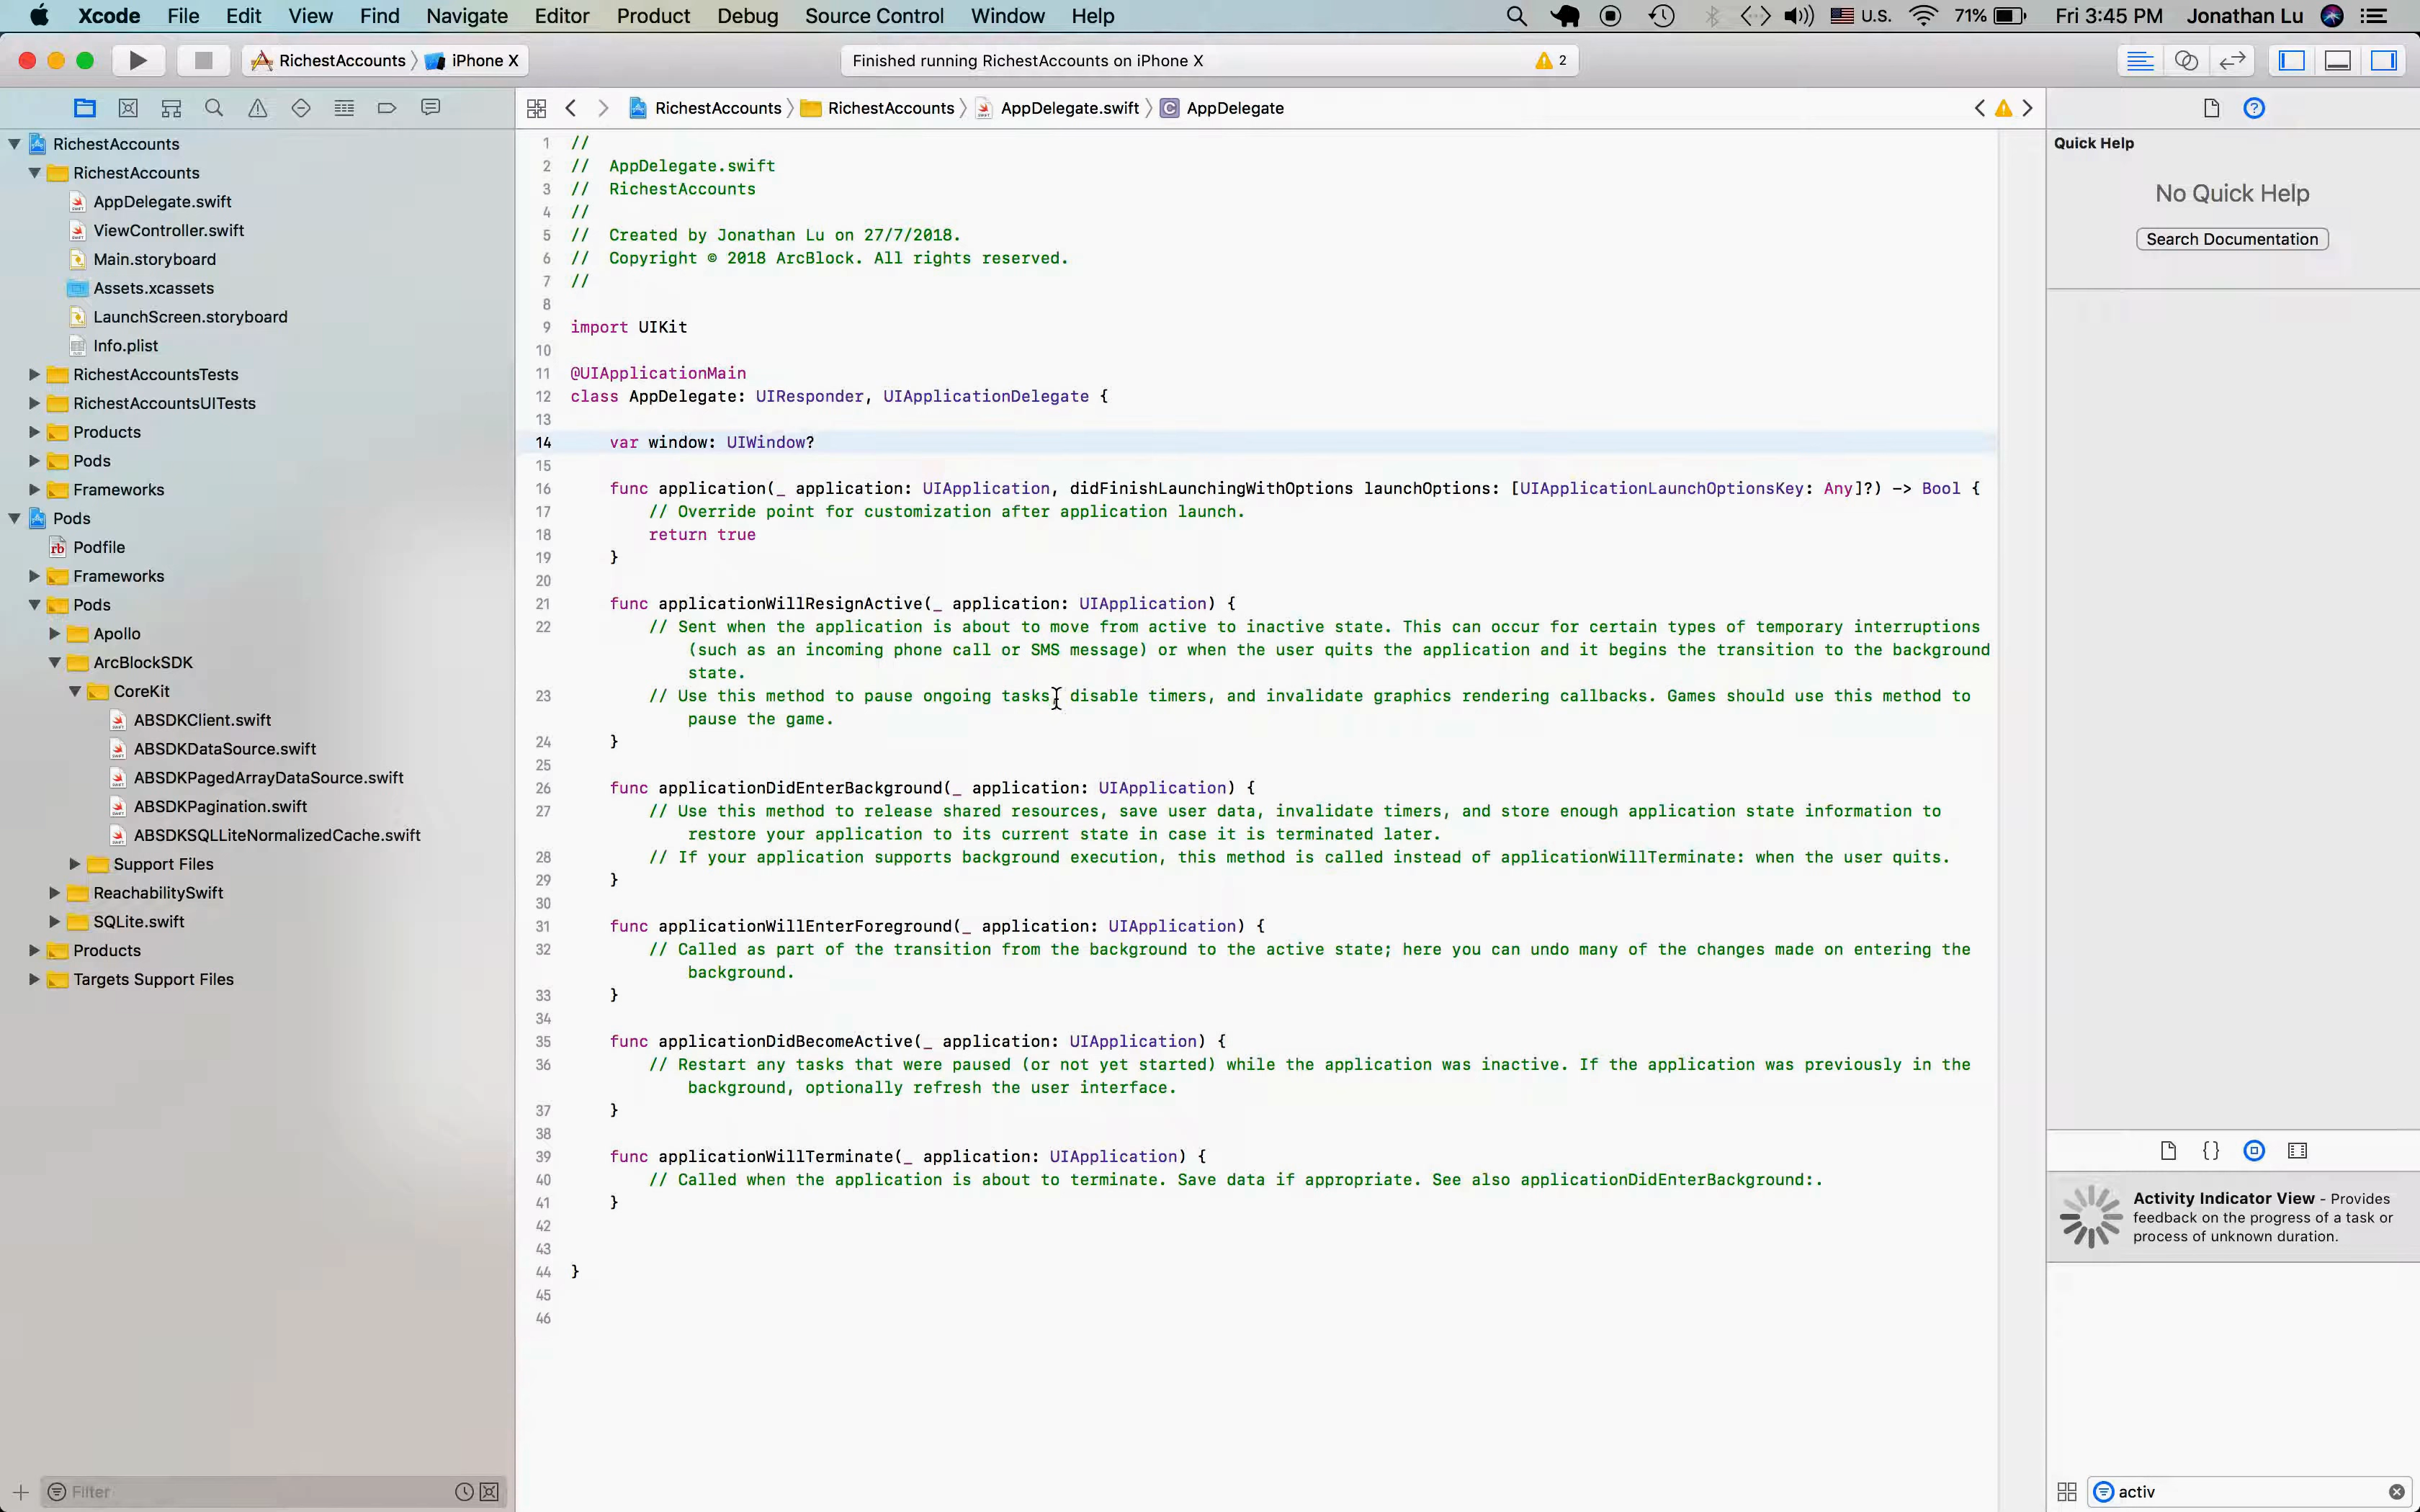 Xcode File Edit View Find Navigate Editor Product Debug Source Control Window Help U.S. 71% Fri 3:45 PM Jonathan Lu
RichestAccounts iPhone X Finished running RichestAccounts on iPhone X 2
RichestAccounts RichestAccounts AppDelegate.swift C AppDelegate
RichestAccounts
RichestAccounts
AppDelegate.swift
ViewController.swift
Main.storyboard
Assets.xcassets
LaunchScreen.storyboard
Info.plist
RichestAccountsTests
RichestAccountsUITests
Products
Pods
Frameworks
Pods
rb Podfile
Frameworks
Pods
Apollo
ArcBlockSDK
CoreKit
ABSDKClient.swift
ABSDKDataSource.swift
ABSDKPagedArrayDataSource.swift
ABSDKPagination.swift
ABSDKSQLLiteNormalizedCache.swift
Support Files
ReachabilitySwift
SQLite.swift
Products
Targets Support Files
Filter
1 //
2 // AppDelegate.swift
3 // RichestAccounts
4 //
5 // Created by Jonathan Lu on 27/7/2018.
6 // Copyright © 2018 ArcBlock. All rights reserved.
7 //
8
9 import UIKit
10
11 @UIApplicationMain
12 class AppDelegate: UIResponder, UIApplicationDelegate {
13
14 var window: UIWindow?
15
16 func application(_ application: UIApplication, didFinishLaunchingWithOptions launchOptions: [UIApplicationLaunchOptionsKey: Any]?) -> Bool {
17 // Override point for customization after application launch.
18 return true
19 }
20
21 func applicationWillResignActive(_ application: UIApplication) {
22 // Sent when the application is about to move from active to inactive state. This can occur for certain types of temporary interruptions
(such as an incoming phone call or SMS message) or when the user quits the application and it begins the transition to the background
state.
23 // Use this method to pause ongoing tasks, disable timers, and invalidate graphics rendering callbacks. Games should use this method to
pause the game.
24 }
25
26 func applicationDidEnterBackground(_ application: UIApplication) {
27 // Use this method to release shared resources, save user data, invalidate timers, and store enough application state information to
restore your application to its current state in case it is terminated later.
28 // If your application supports background execution, this method is called instead of applicationWillTerminate: when the user quits.
29 }
30
31 func applicationWillEnterForeground(_ application: UIApplication) {
32 // Called as part of the transition from the background to the active state; here you can undo many of the changes made on entering the
background.
33 }
34
35 func applicationDidBecomeActive(_ application: UIApplication) {
36 // Restart any tasks that were paused (or not yet started) while the application was inactive. If the application was previously in the
background, optionally refresh the user interface.
37 }
38
39 func applicationWillTerminate(_ application: UIApplication) {
40 // Called when the application is about to terminate. Save data if appropriate. See also applicationDidEnterBackground:.
41 }
42
43
44 }
45
46
Quick Help
No Quick Help
Search Documentation
{}
Activity Indicator View - Provides
feedback on the progress of a task or
process of unknown duration.
activ